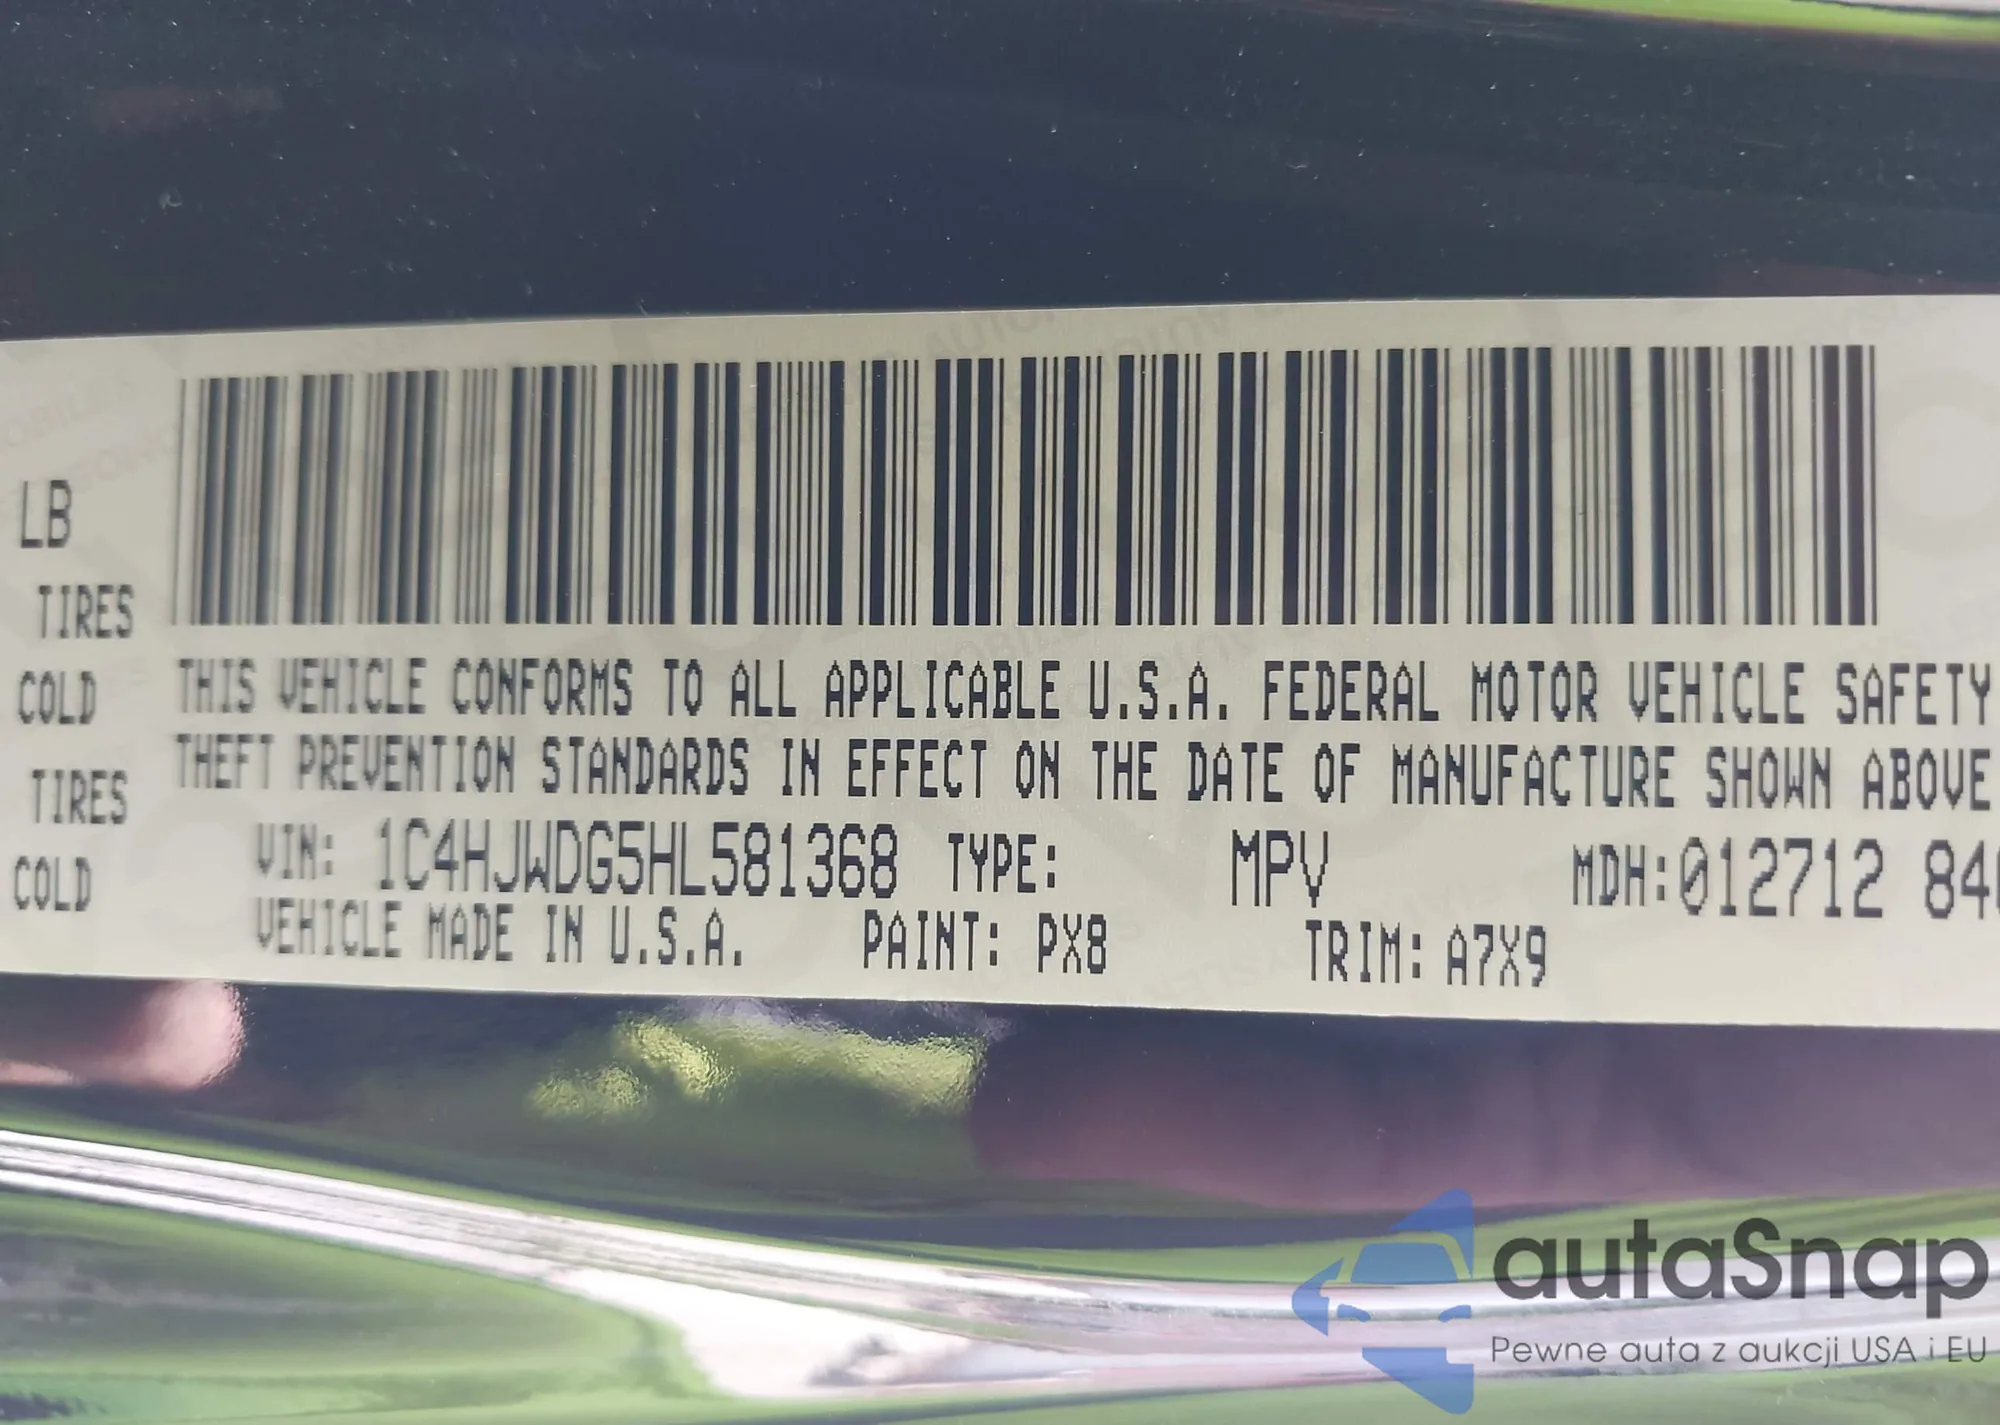 LB
TIRES
COLD
TIRES
COLD
THIS VEHICLE CONFORMS TO ALL APPLICABLE U.S.A. FEDERAL MOTOR VEHICLE SAFETY
THEFT PREVENTION STANDARDS IN EFFECT ON THE DATE OF MANUFACTURE SHOWN ABOVE
VIN: 1C4HJWDG5HL581368 TYPE: MPV MDH:012712 84
VEHICLE MADE IN U.S.A. PAINT: PX8 TRIM: A7X9
autaSnap
Pewne auta z aukcji USA i EU